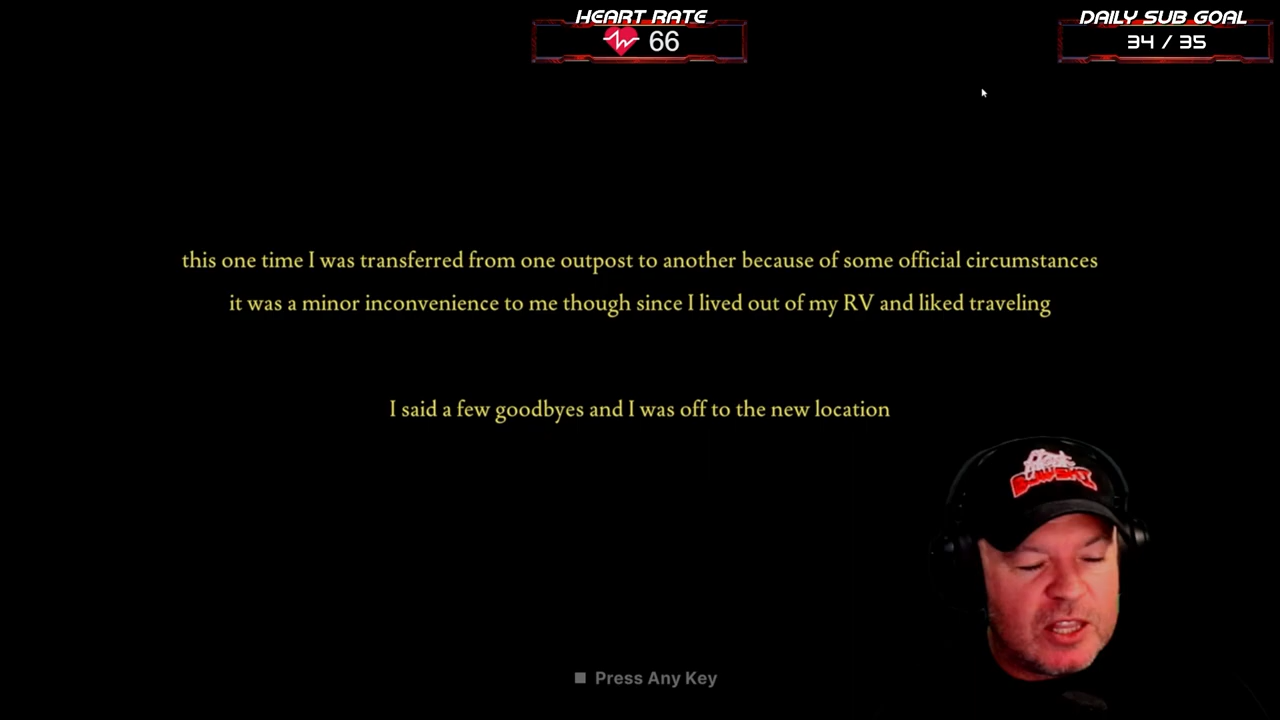 HEART RATE
66
DAILY SUB GOAL
34 / 35
this one time I was transferred from one outpost to another because of some official circumstances
it was a minor inconvenience to me though since I lived out of my RV and liked traveling
I said a few goodbyes and I was off to the new location
Press Any Key